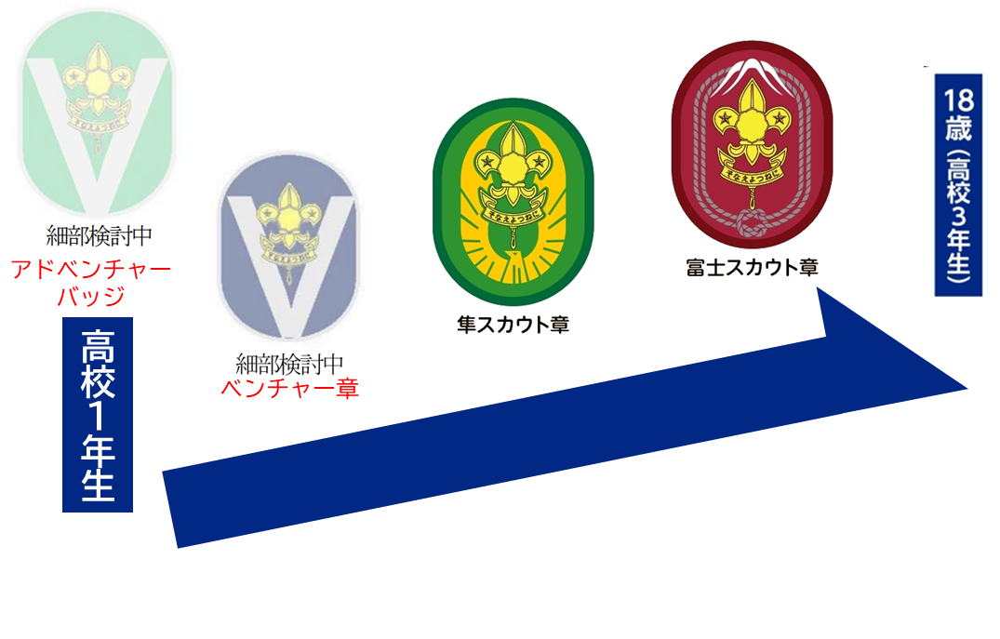 そなえよつねに
細部検討中
アドベンチャー
バッジ
高校1年生
そなえよつねに
細部検討中
ベンチャー章
そなえよつねに
隼スカウト章
そなえよつねに
富士スカウト章
18歳(高校3年生)